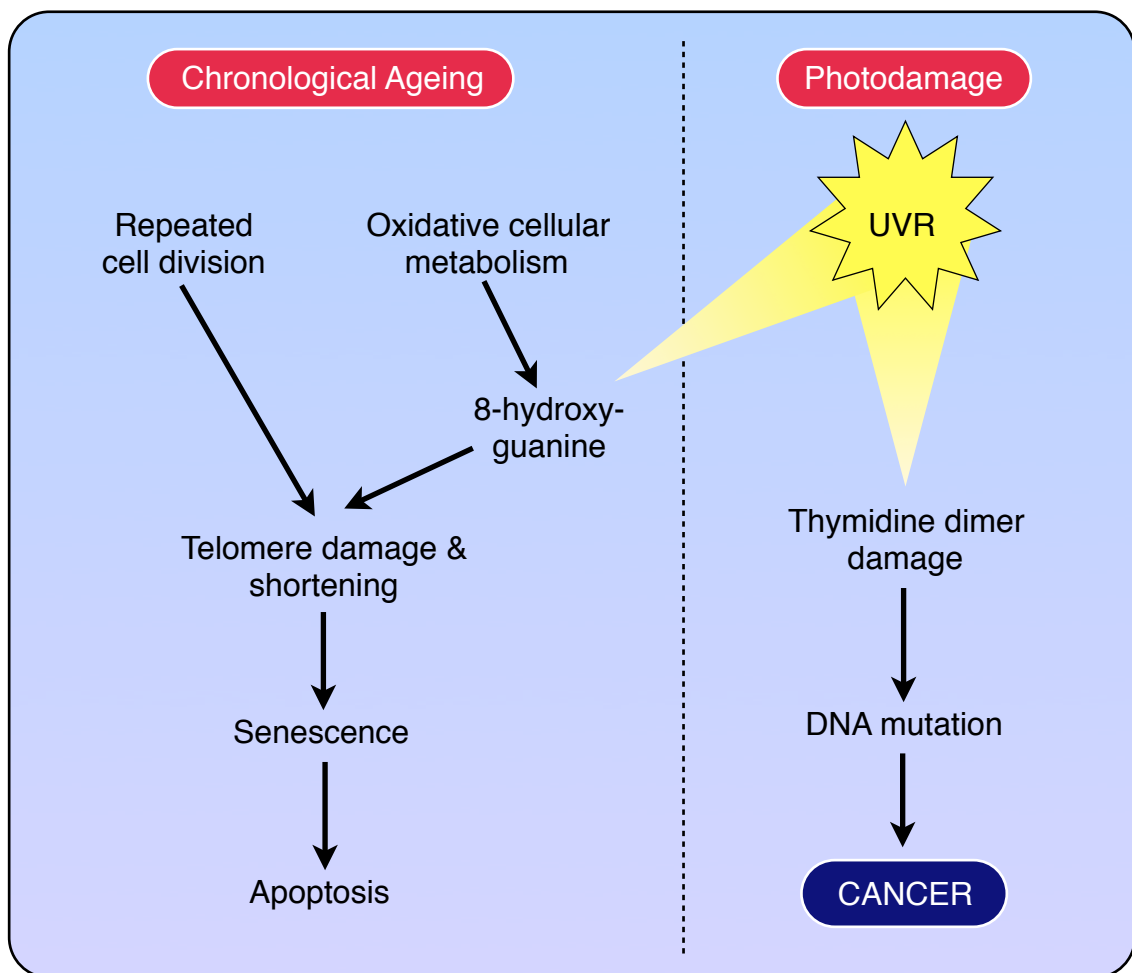 Chronological Ageing
Photodamage
UVR
Repeated
cell division
Oxidative cellular
metabolism
8-hydroxy-
guanine
Telomere damage &
shortening
Senescence
Apoptosis
Thymidine dimer
damage
DNA mutation
CANCER